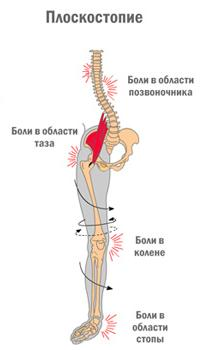 Плоскостопие
Боли в области
позвоночника
Боли в области
таза
Боли в
колене
Боли в
области
стопы